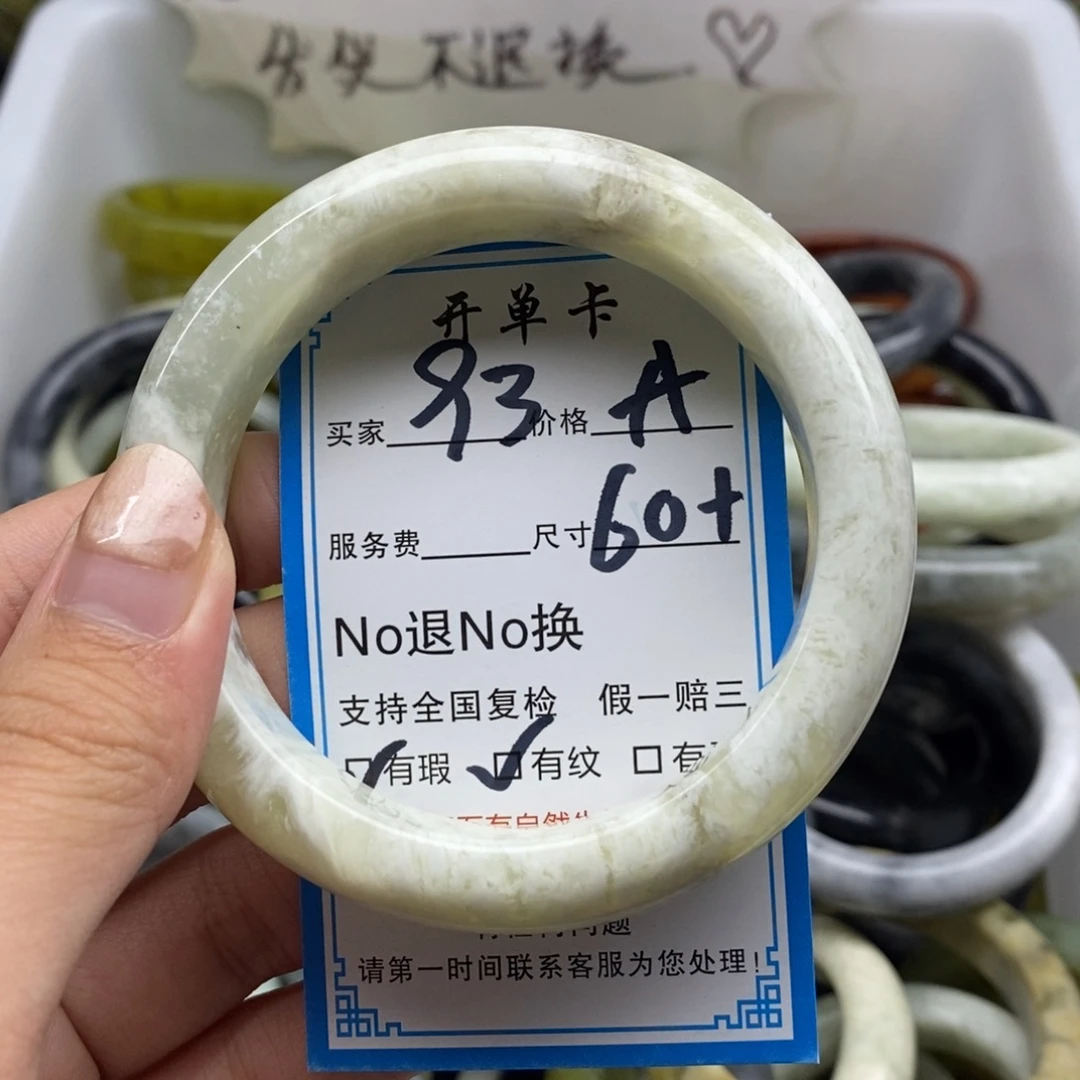 不退换
开单卡
买家 93 价格 A
服务费 尺寸 60+
No退No换
支持全国复检 假一赔三
☑有瑕 ☑有纹 □有
请第一时间联系客服为您处理！